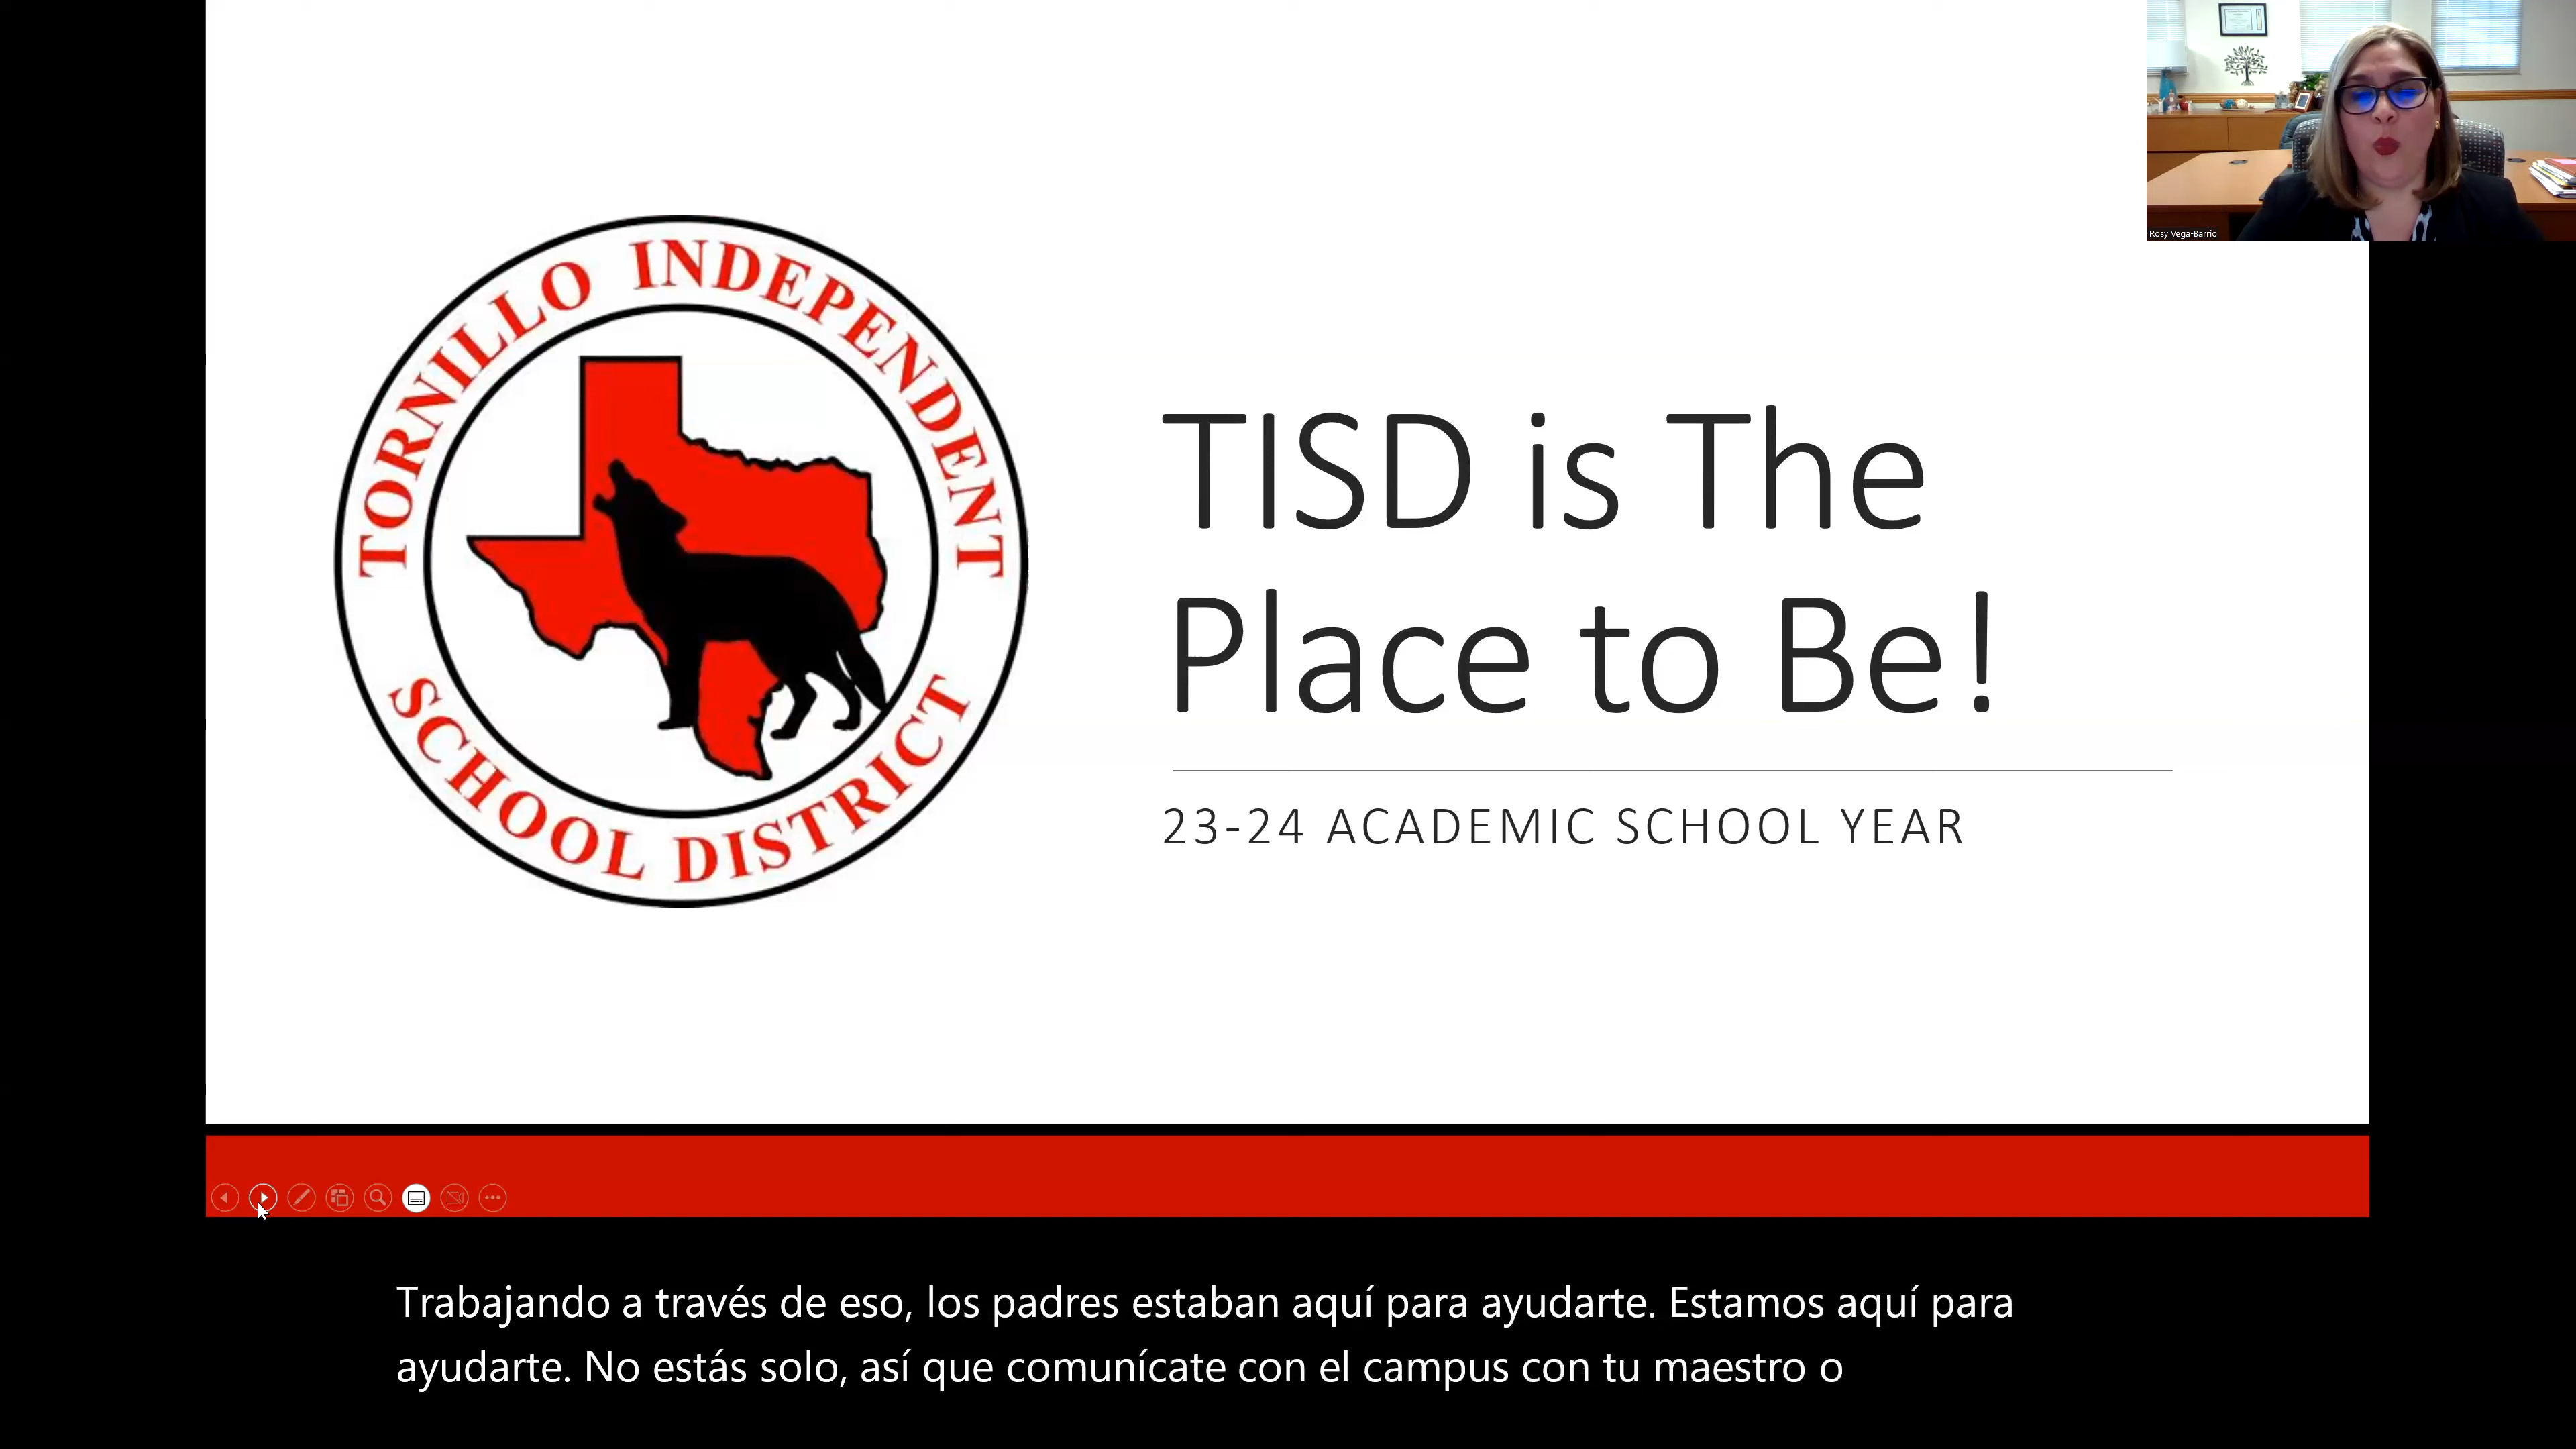 TORNILLO INDEPENDENT
SCHOOL DISTRICT
TISD is The
Place to Be!
23-24 ACADEMIC SCHOOL YEAR
Rosy Vega-Barrio
Trabajando a través de eso, los padres estaban aquí para ayudarte. Estamos aquí para
ayudarte. No estás solo, así que comunícate con el campus con tu maestro o